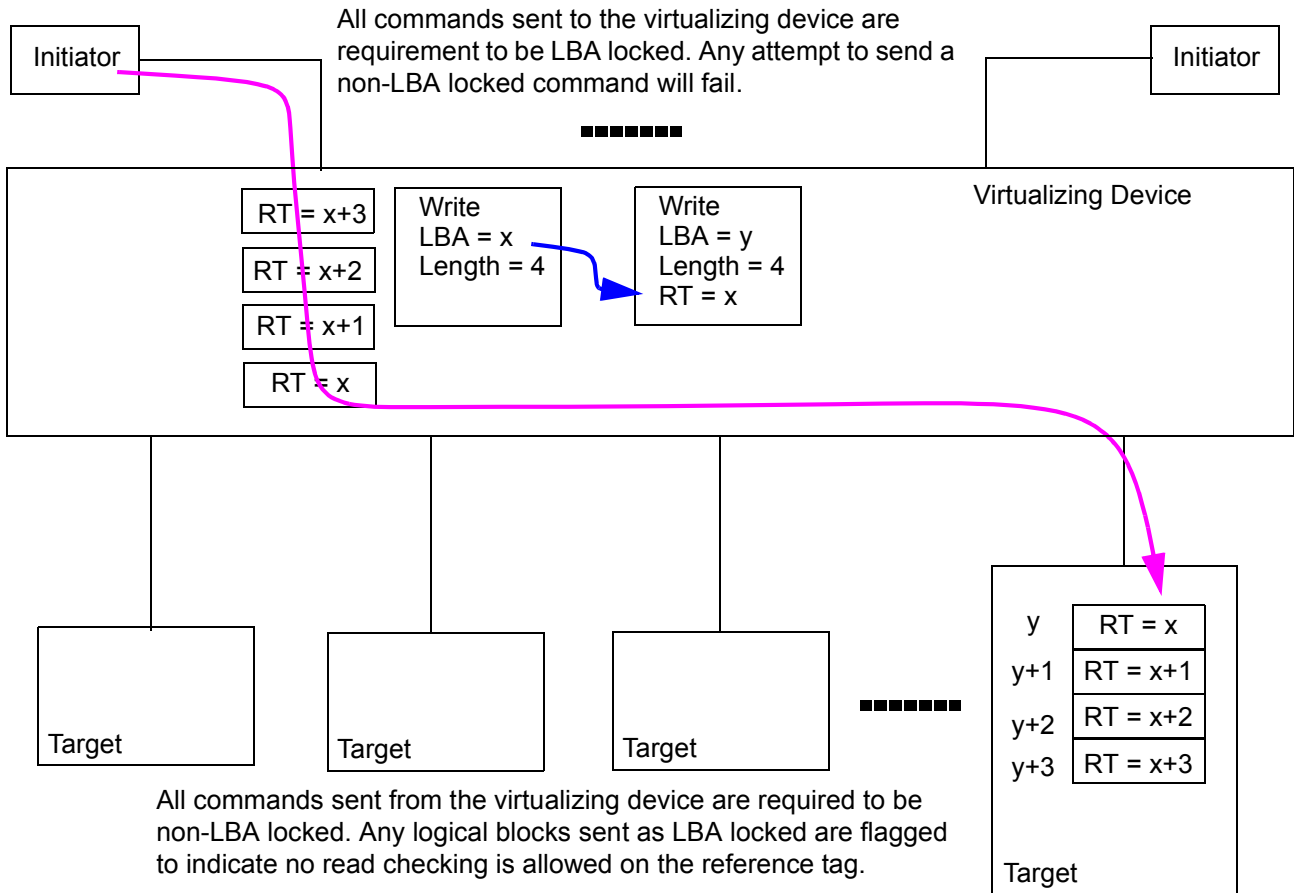 All commands sent to the virtualizing device are
requirement to be LBA locked. Any attempt to send a
non-LBA locked command will fail.
Initiator
Initiator
Virtualizing Device
RT = x+3
RT = x+2
RT = x+1
RT = x
Write
LBA = x
Length = 4
Write
LBA = y
Length = 4
RT = x
Target
Target
Target
y RT = x
y+1 RT = x+1
y+2 RT = x+2
y+3 RT = x+3
Target
All commands sent from the virtualizing device are required to be
non-LBA locked. Any logical blocks sent as LBA locked are flagged
to indicate no read checking is allowed on the reference tag.